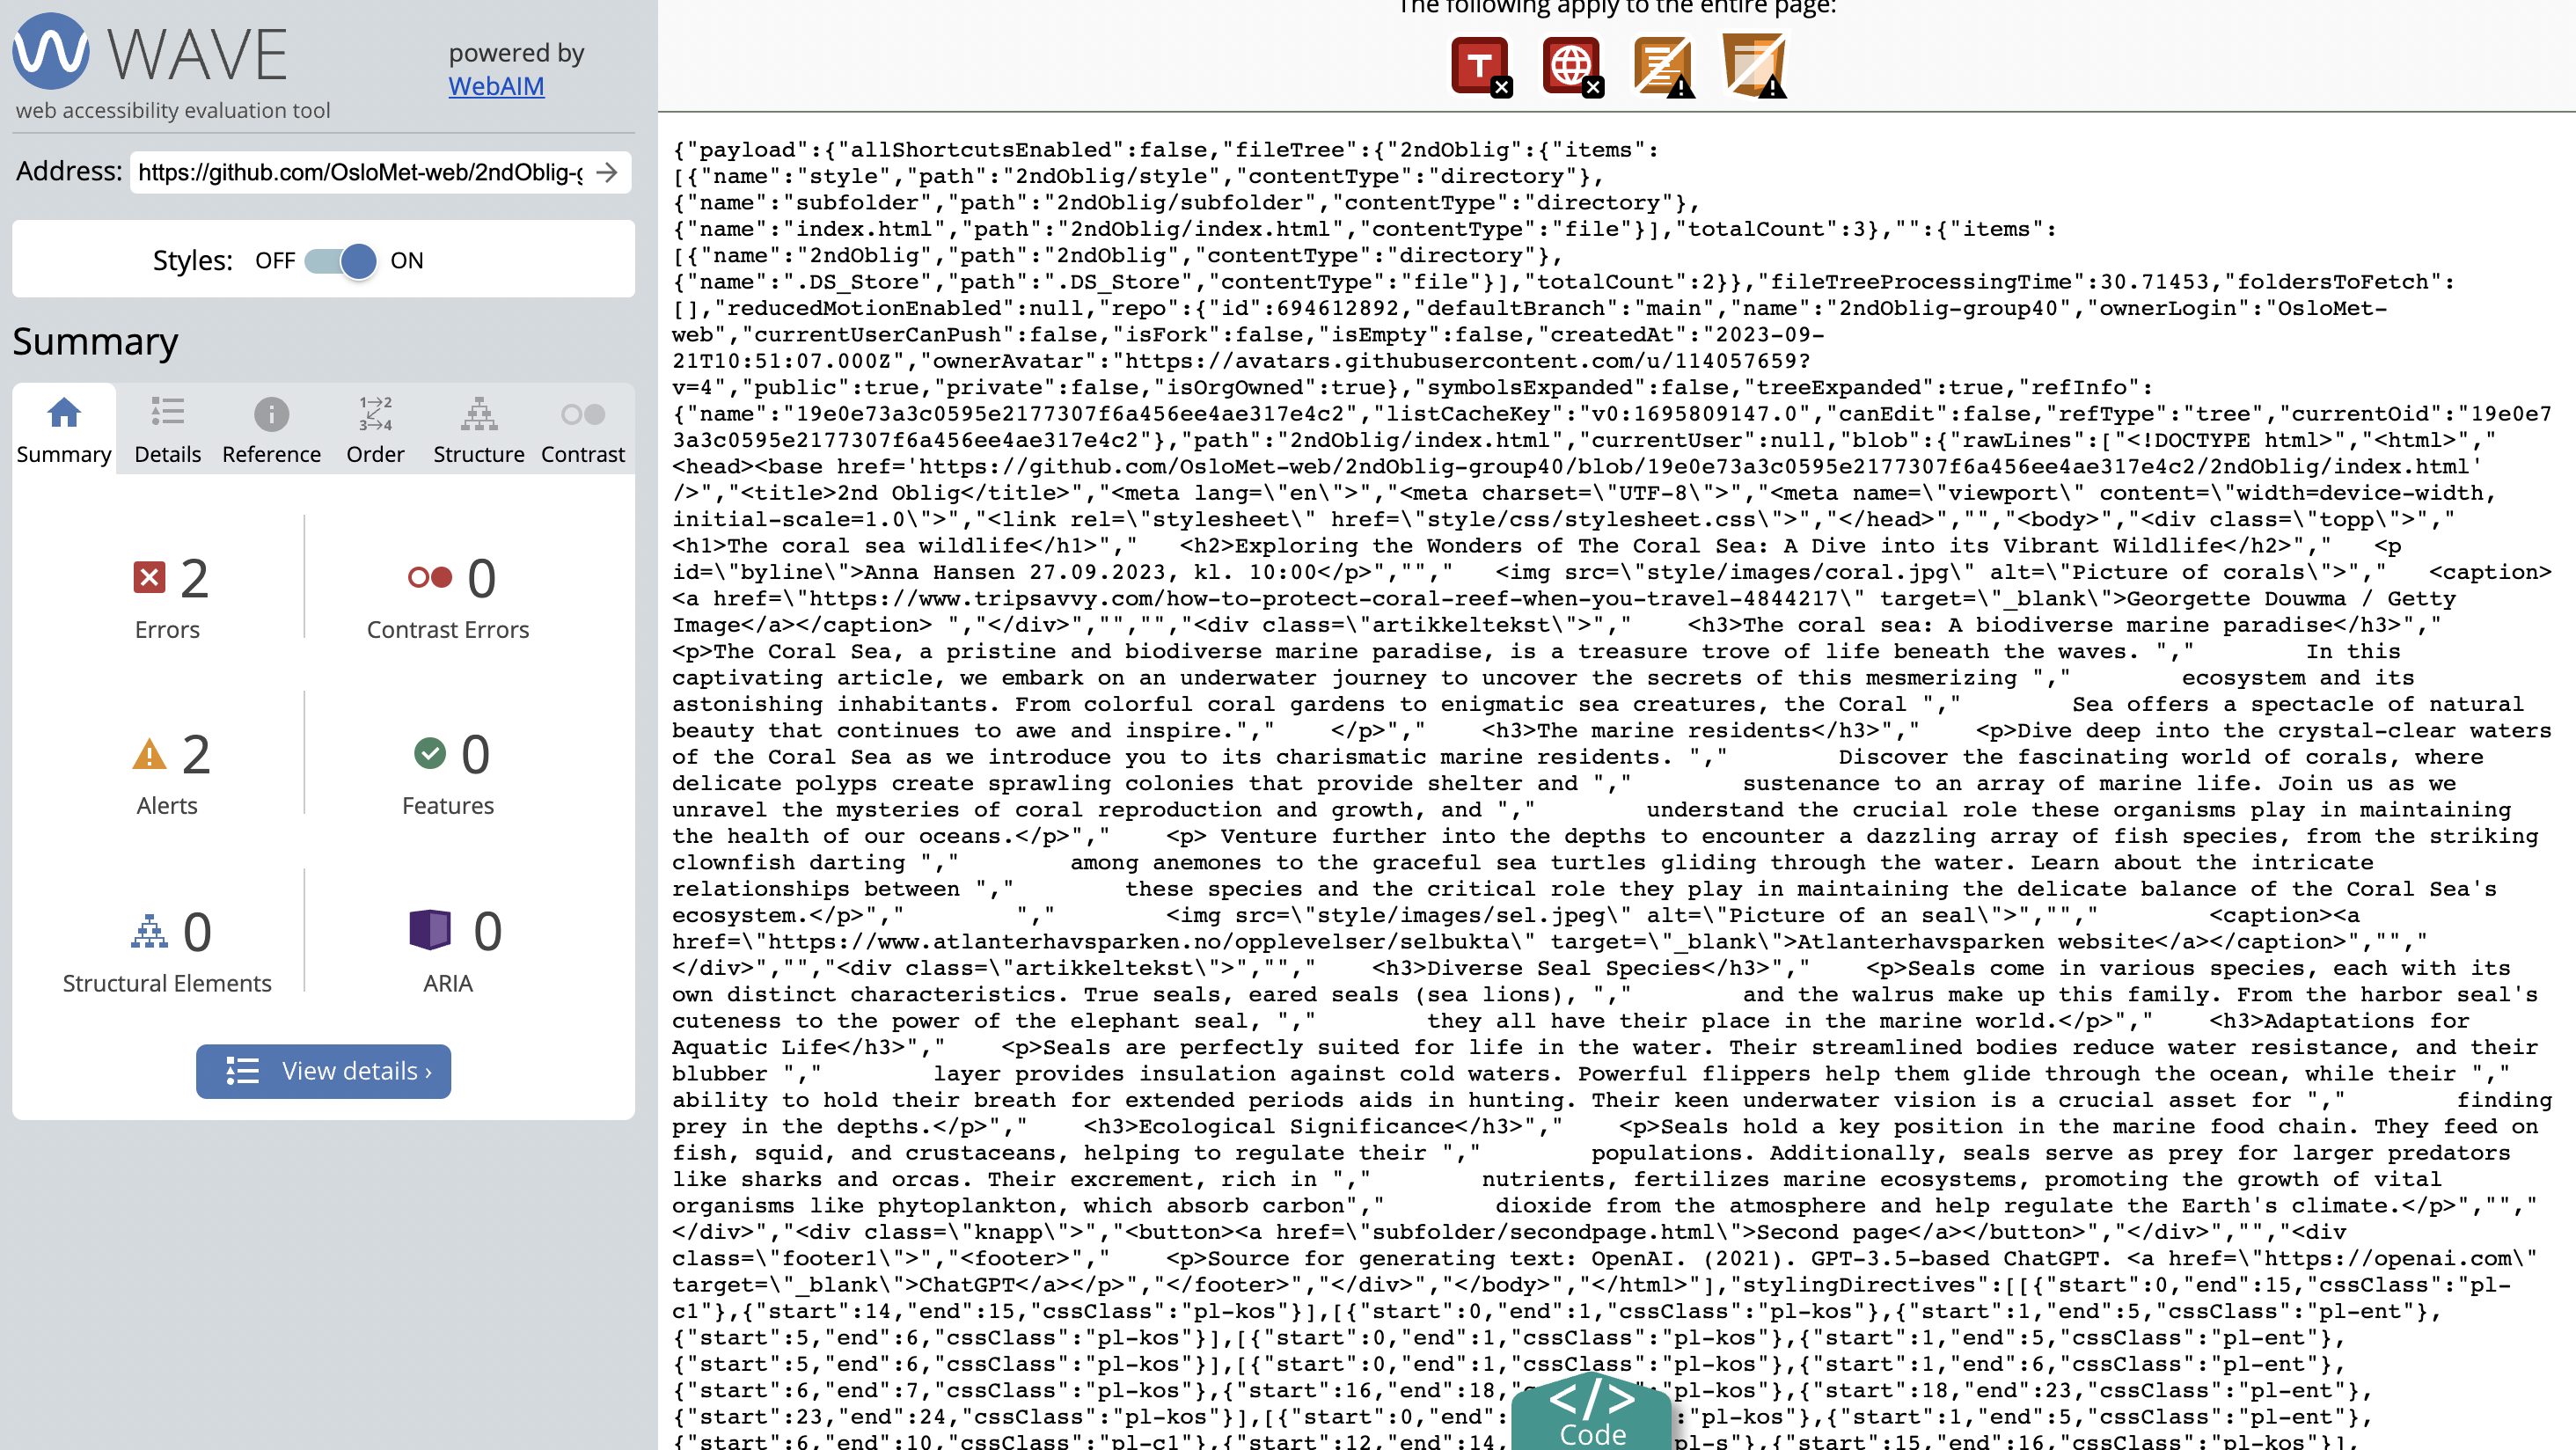 WAVE
powered by
WebAIM
web accessibility evaluation tool
Address: https://github.com/OsloMet-web/2ndOblig-g
Styles: OFF ON
Summary
1→2
3→4
Summary Details Reference Order Structure Contrast
2 0
Errors Contrast Errors
2 0
Alerts Features
0 0
Structural Elements ARIA
View details ›
The following apply to the entire page:
{"payload":{"allShortcutsEnabled":false,"fileTree":{"2ndOblig":{"items":
[{"name":"style","path":"2ndOblig/style","contentType":"directory"},
{"name":"subfolder","path":"2ndOblig/subfolder","contentType":"directory"},
{"name":"index.html","path":"2ndOblig/index.html","contentType":"file"}],"totalCount":3},"":{"items":
[{"name":"2ndOblig","path":"2ndOblig","contentType":"directory"},
{"name":".DS_Store","path":".DS_Store","contentType":"file"}],"totalCount":2}},"fileTreeProcessingTime":30.71453,"foldersToFetch":
[],"reducedMotionEnabled":null,"repo":{"id":694612892,"defaultBranch":"main","name":"2ndOblig-group40","ownerLogin":"OsloMet-
web","currentUserCanPush":false,"isFork":false,"isEmpty":false,"createdAt":"2023-09-
21T10:51:07.000Z","ownerAvatar":"https://avatars.githubusercontent.com/u/114057659?
v=4","public":true,"private":false,"isOrgOwned":true},"symbolsExpanded":false,"treeExpanded":true,"refInfo":
{"name":"19e0e73a3c0595e2177307f6a456ee4ae317e4c2","listCacheKey":"v0:1695809147.0","canEdit":false,"refType":"tree","currentOid":"19e0e7
3a3c0595e2177307f6a456ee4ae317e4c2"},"path":"2ndOblig/index.html","currentUser":null,"blob":{"rawLines":["<!DOCTYPE html>","<html>","
<head><base href='https://github.com/OsloMet-web/2ndOblig-group40/blob/19e0e73a3c0595e2177307f6a456ee4ae317e4c2/2ndOblig/index.html'
/>","<title>2nd Oblig</title>","<meta lang=\"en\">","<meta charset=\"UTF-8\">","<meta name=\"viewport\" content=\"width=device-width,
initial-scale=1.0\">","<link rel=\"stylesheet\" href=\"style/css/stylesheet.css\">","</head>","","<body>","<div class=\"topp\">","
<h1>The coral sea wildlife</h1>","   <h2>Exploring the Wonders of The Coral Sea: A Dive into its Vibrant Wildlife</h2>","   <p
id=\"byline\">Anna Hansen 27.09.2023, kl. 10:00</p>","","   <img src=\"style/images/coral.jpg\" alt=\"Picture of corals\">","   <caption>
<a href=\"https://www.tripsavvy.com/how-to-protect-coral-reef-when-you-travel-4844217\" target=\"_blank\">Georgette Douwma / Getty
Image</a></caption> ","</div>","","","<div class=\"artikkeltekst\">","    <h3>The coral sea: A biodiverse marine paradise</h3>","
<p>The Coral Sea, a pristine and biodiverse marine paradise, is a treasure trove of life beneath the waves. ","        In this
captivating article, we embark on an underwater journey to uncover the secrets of this mesmerizing ","        ecosystem and its
astonishing inhabitants. From colorful coral gardens to enigmatic sea creatures, the Coral ","        Sea offers a spectacle of natural
beauty that continues to awe and inspire.","    </p>","    <h3>The marine residents</h3>","    <p>Dive deep into the crystal-clear waters
of the Coral Sea as we introduce you to its charismatic marine residents. ","        Discover the fascinating world of corals, where
delicate polyps create sprawling colonies that provide shelter and ","        sustenance to an array of marine life. Join us as we
unravel the mysteries of coral reproduction and growth, and ","        understand the crucial role these organisms play in maintaining
the health of our oceans.</p>","    <p> Venture further into the depths to encounter a dazzling array of fish species, from the striking
clownfish darting ","        among anemones to the graceful sea turtles gliding through the water. Learn about the intricate
relationships between ","        these species and the critical role they play in maintaining the delicate balance of the Coral Sea's
ecosystem.</p>","        ","        <img src=\"style/images/sel.jpeg\" alt=\"Picture of an seal\">","","        <caption><a
href=\"https://www.atlanterhavsparken.no/opplevelser/selbukta\" target=\"_blank\">Atlanterhavsparken website</a></caption>","","
</div>","","<div class=\"artikkeltekst\">","","    <h3>Diverse Seal Species</h3>","    <p>Seals come in various species, each with its
own distinct characteristics. True seals, eared seals (sea lions), ","        and the walrus make up this family. From the harbor seal's
cuteness to the power of the elephant seal, ","        they all have their place in the marine world.</p>","    <h3>Adaptations for
Aquatic Life</h3>","    <p>Seals are perfectly suited for life in the water. Their streamlined bodies reduce water resistance, and their
blubber ","        layer provides insulation against cold waters. Powerful flippers help them glide through the ocean, while their ","
ability to hold their breath for extended periods aids in hunting. Their keen underwater vision is a crucial asset for ","        finding
prey in the depths.</p>","    <h3>Ecological Significance</h3>","    <p>Seals hold a key position in the marine food chain. They feed on
fish, squid, and crustaceans, helping to regulate their ","        populations. Additionally, seals serve as prey for larger predators
like sharks and orcas. Their excrement, rich in ","        nutrients, fertilizes marine ecosystems, promoting the growth of vital
organisms like phytoplankton, which absorb carbon","        dioxide from the atmosphere and help regulate the Earth's climate.</p>","","
</div>","<div class=\"knapp\">","<button><a href=\"subfolder/secondpage.html\">Second page</a></button>","</div>","","<div
class=\"footer1\">","<footer>","    <p>Source for generating text: OpenAI. (2021). GPT-3.5-based ChatGPT. <a href=\"https://openai.com\"
target=\"_blank\">ChatGPT</a></p>","</footer>","</div>","</body>","</html>"],"stylingDirectives":[[{"start":0,"end":15,"cssClass":"pl-
c1"},{"start":14,"end":15,"cssClass":"pl-kos"}],[{"start":0,"end":1,"cssClass":"pl-kos"},{"start":1,"end":5,"cssClass":"pl-ent"},
{"start":5,"end":6,"cssClass":"pl-kos"}],[{"start":0,"end":1,"cssClass":"pl-kos"},{"start":1,"end":5,"cssClass":"pl-ent"},
{"start":5,"end":6,"cssClass":"pl-kos"}],[{"start":0,"end":1,"cssClass":"pl-kos"},{"start":1,"end":6,"cssClass":"pl-ent"},
{"start":6,"end":7,"cssClass":"pl-kos"},{"start":16,"end":18, "pl-kos"},{"start":18,"end":23,"cssClass":"pl-ent"},
{"start":23,"end":24,"cssClass":"pl-kos"}],[{"start":0,"end": :"pl-kos"},{"start":1,"end":5,"cssClass":"pl-ent"},
{"start":6,"end":10,"cssClass":"pl-c1"},{"start":12,"end":14, pl-s"},{"start":15,"end":16,"cssClass":"pl-kos"}],
</> Code